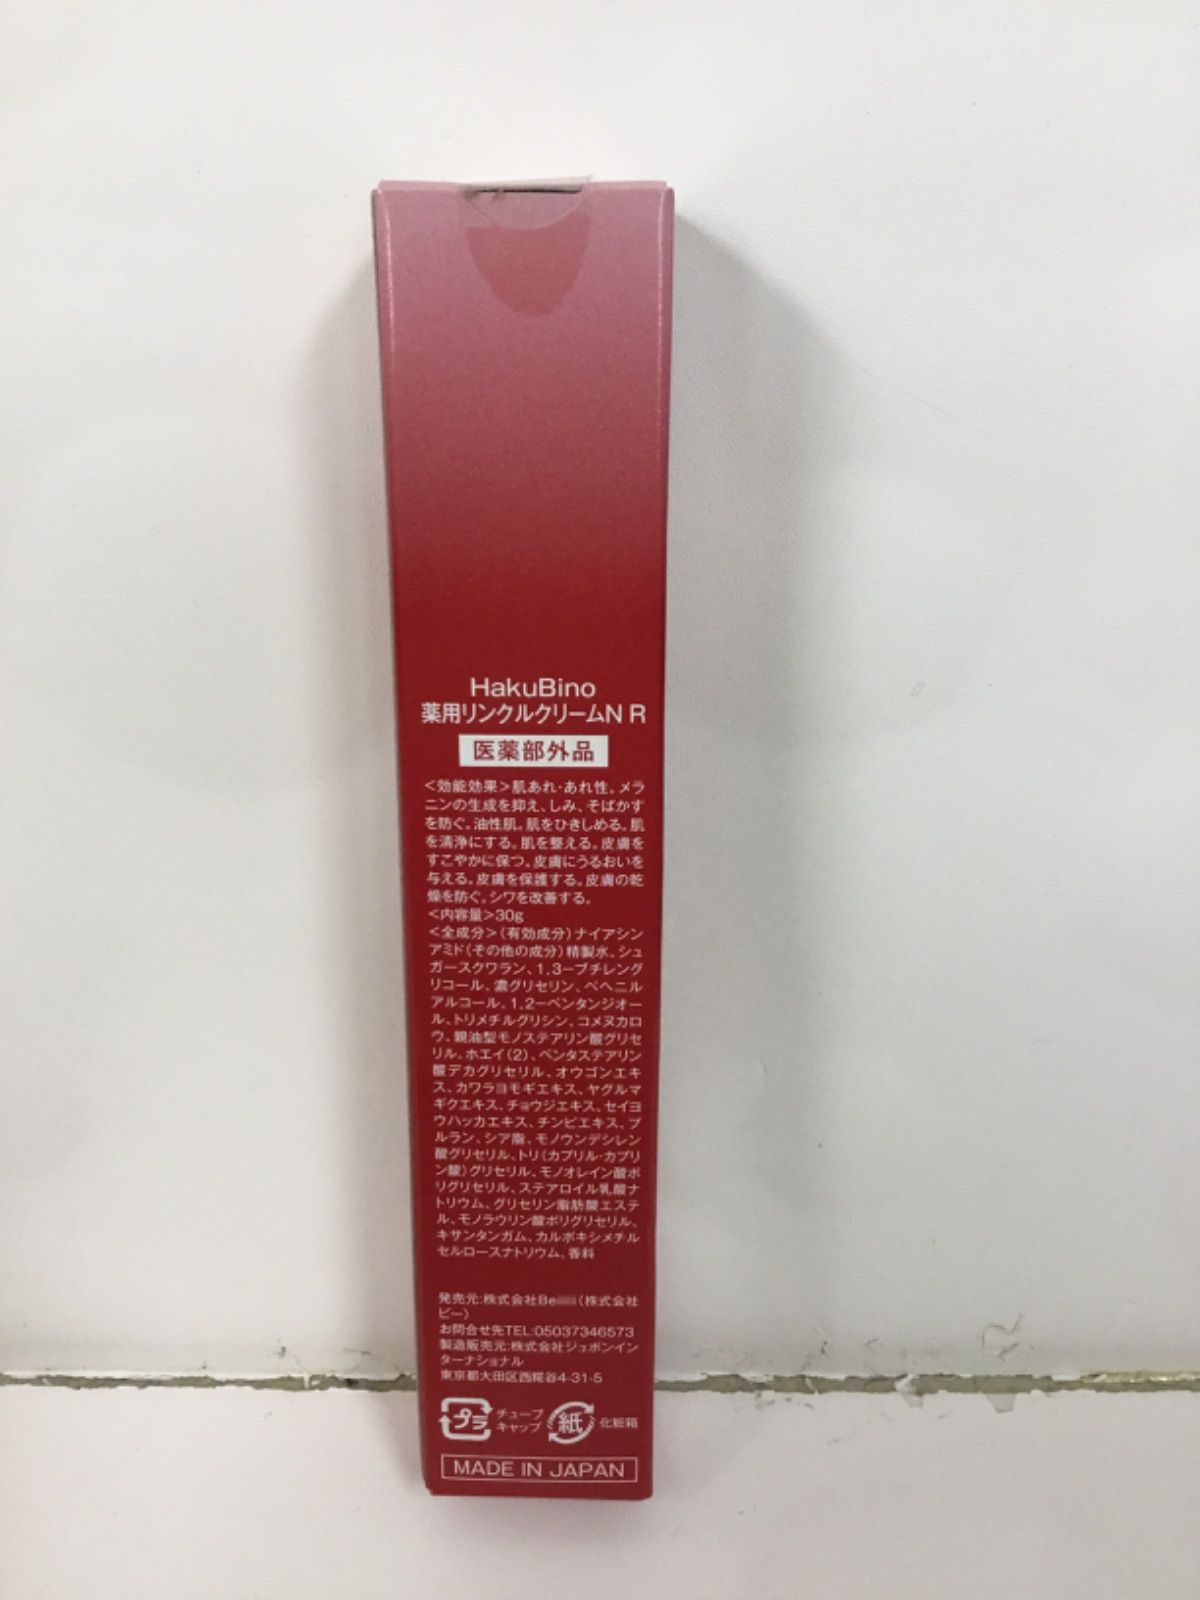 HakuBino
薬用リンクルクリームN R
医薬部外品
<効能効果>肌あれ・あれ性。メラ
ニンの生成を抑え、しみ、そばかす
を防ぐ。油性肌。肌をひきしめる。肌
を清浄にする。肌を整える。皮膚を
すこやかに保つ。皮膚にうるおいを
与える。皮膚を保護する。皮膚の乾
燥を防ぐ。シワを改善する。
<内容量>30g
<全成分>(有効成分)ナイアシン
アミド(その他の成分)精製水、シュ
ガースクワラン、1.3ーブチレング
リコール、濃グリセリン、ベヘニル
アルコール、1.2ーペンタンジオー
ル、トリメチルグリシン、コメヌカロ
ウ、親油型モノステアリン酸グリセ
リル、ホエイ(2)、ペンタステアリン
酸デカグリセリル、オウゴンエキ
ス、カワラヨモギエキス、ヤグルマ
ギクエキス、チョウジエキス、セイヨ
ウハッカエキス、チンピエキス、プ
ルラン、シア脂、モノウンデシレン
酸グリセリル、トリ(カプリル・カプリ
ン酸)グリセリル、モノオレイン酸ポ
リグリセリル、ステアロイル乳酸ナ
トリウム、グリセリン脂肪酸エステ
ル、モノラウリン酸ポリグリセリル、
キサンタンガム、カルボキシメチル
セルロースナトリウム、香料
発売元:株式会社(株式会社
ビー)
お問合せ先TEL:05037346573
製造販売元:株式会社ジュポンイン
ターナショナル
東京都大田区西糀谷4-31-5
プラ チューブ
キャップ 紙 化粧箱
MADE IN JAPAN